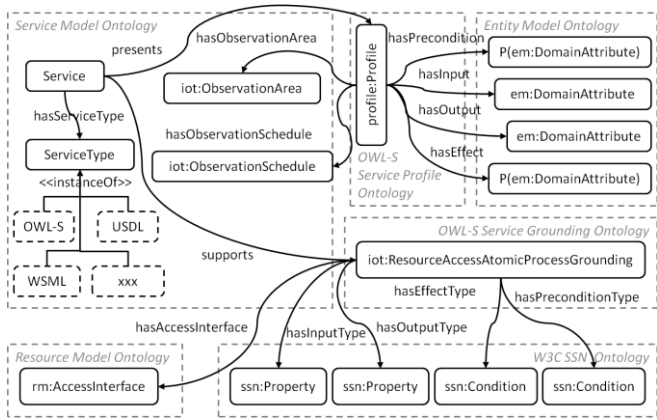 Service Model Ontology
Entity Model Ontology
presents
hasObservationArea
hasPrecondition
Service
iot:ObservationArea
profile:Profile
P(em:DomainAttribute)
hasInput
em:DomainAttribute
hasOutput
em:DomainAttribute
hasEffect
P(em:DomainAttribute)
hasServiceType
hasObservationSchedule
ServiceType
iot:ObservationSchedule
OWL-S
Service Profile
Ontology
<<instanceOf>>
OWL-S
USDL
WSML
xxx
supports
OWL-S Service Grounding Ontology
iot:ResourceAccessAtomicProcessGrounding
hasEffectType
hasPreconditionType
hasAccessInterface
hasInputType
hasOutputType
Resource Model Ontology
W3C SSN Ontology
rm:AccessInterface
ssn:Property
ssn:Property
ssn:Condition
ssn:Condition